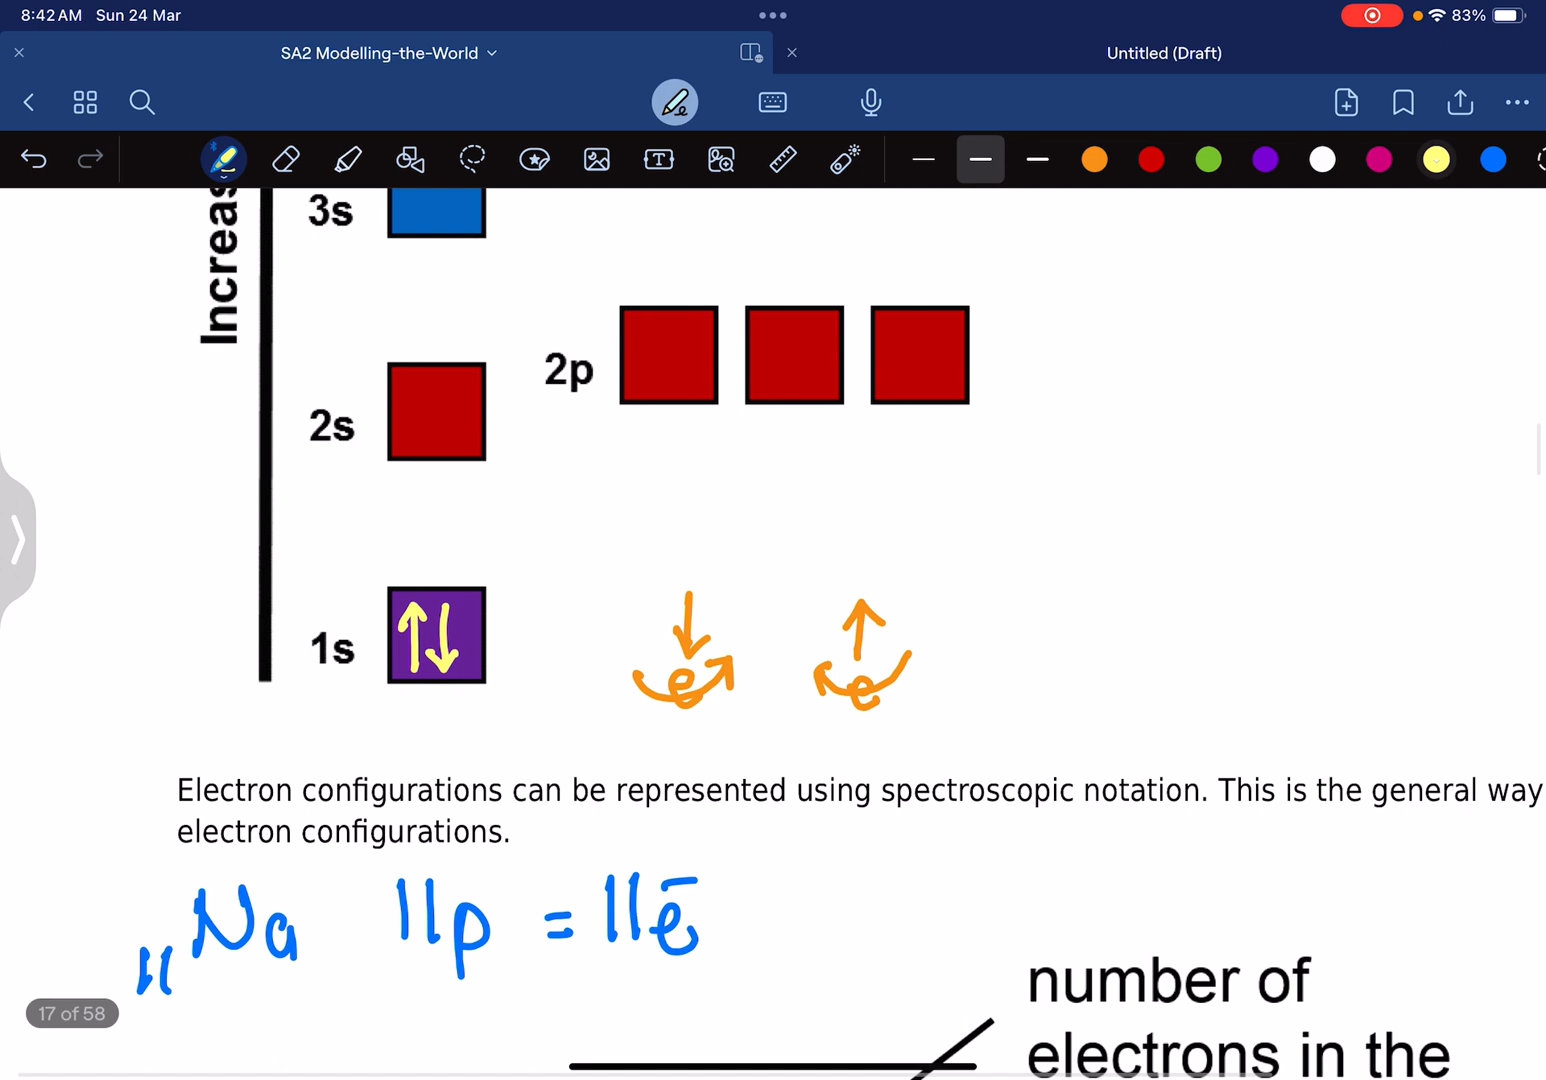 8:42 AM Sun 24 Mar
83%
SA2 Modelling-the-World
Untitled (Draft)
Increas
3s
2p
2s
1s
e e
Electron configurations can be represented using spectroscopic notation. This is the general way
electron configurations.
11Na 11p = 11e̅
number of
electrons in the
17 of 58